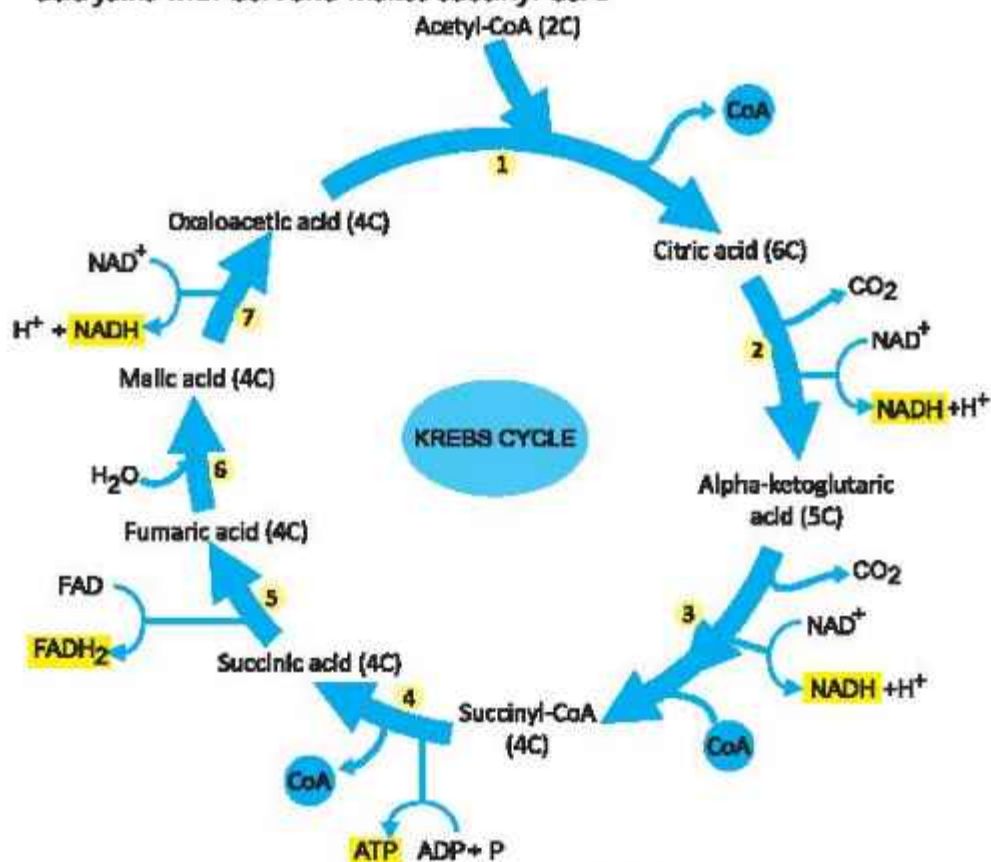 Acetyl-CoA (2C)
CoA
1
Oxaloacetic acid (4C)
Citric acid (6C)
NAD+
H+ + NADH
7
CO2
2
NAD+
NADH +H+
Malic acid (4C)
KREBS CYCLE
H2O
6
Alpha-ketoglutaric
acid (5C)
Fumaric acid (4C)
FAD
5
FADH2
CO2
3
NAD+
NADH +H+
Succinic acid (4C)
4
Succinyl-CoA
(4C)
CoA
CoA
ATP ADP + P